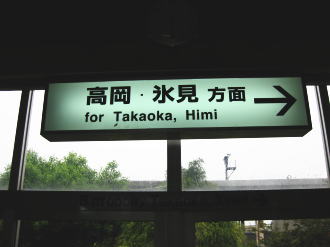 高岡・氷見 方面 →
for Takaoka, Himi